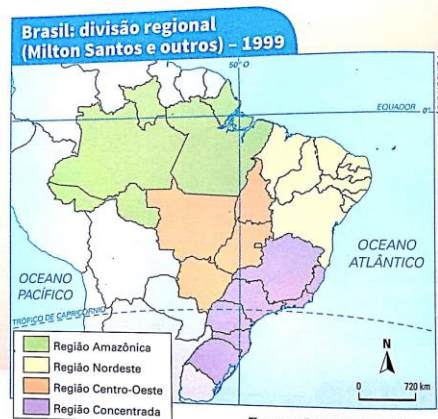 Brasil: divisão regional
(Milton Santos e outros) – 1999
50° O
EQUADOR 0°
OCEANO
PACÍFICO
OCEANO
ATLÂNTICO
TRÓPICO DE CAPRICÓRNIO
N
0 720 km
Região Amazônica
Região Nordeste
Região Centro-Oeste
Região Concentrada